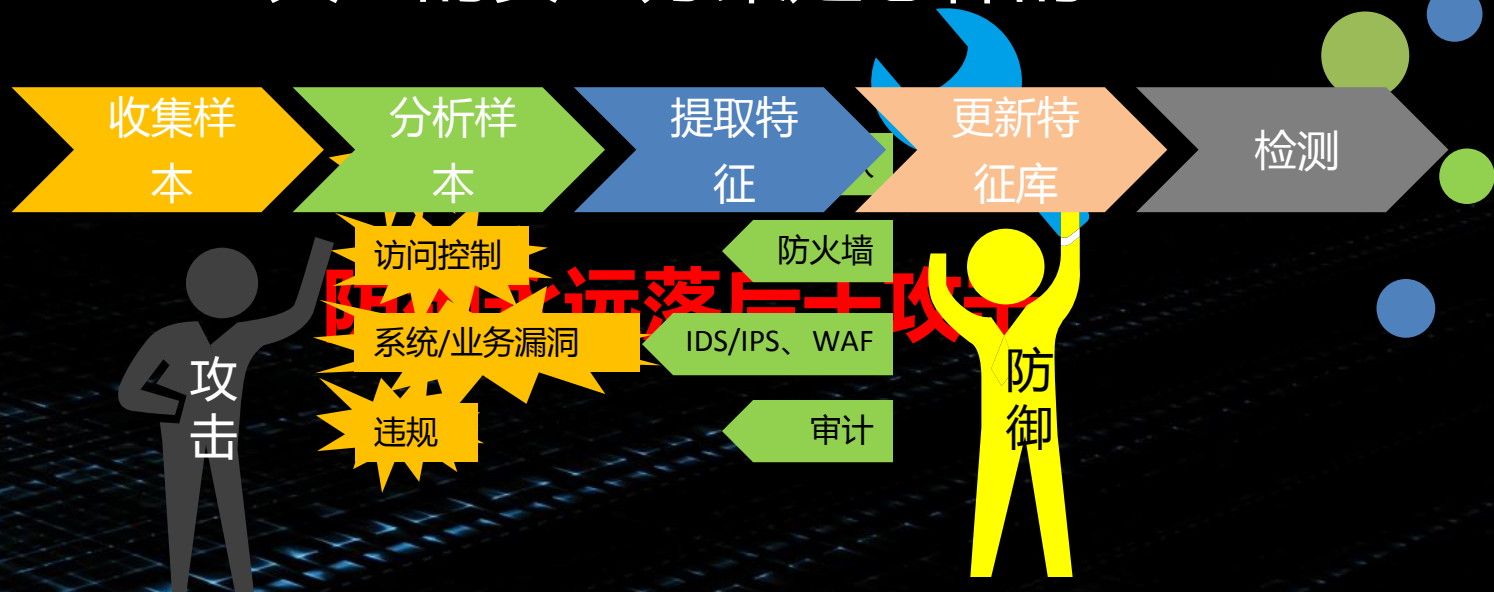 收集样
本
分析样
本
提取特
征
更新特
征库
检测
访问控制
防火墙
系统/业务漏洞
IDS/IPS、WAF
违规
审计
攻
击
防
御